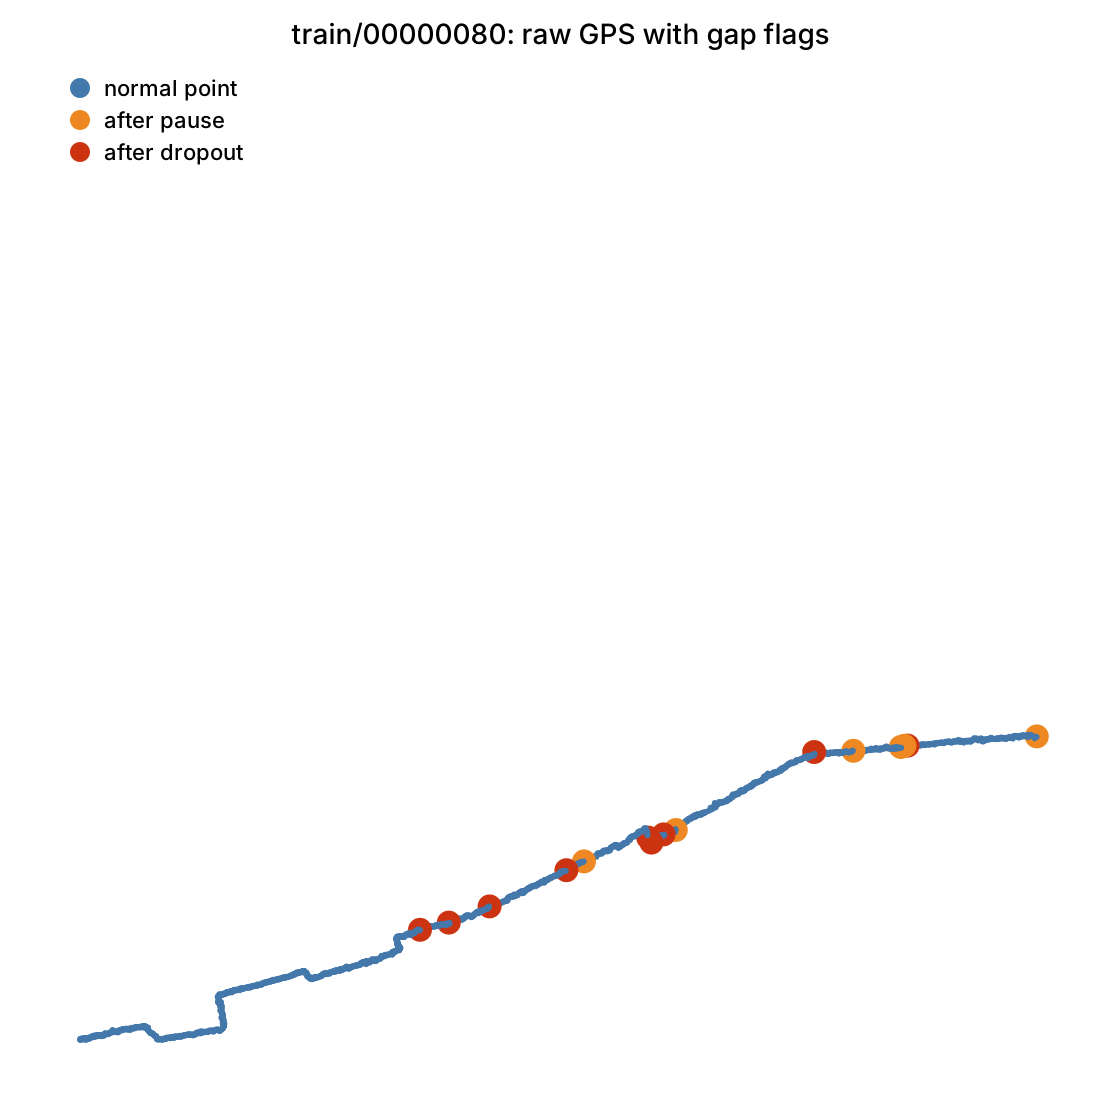 train/00000080: raw GPS with gap flags
normal point
after pause
after dropout